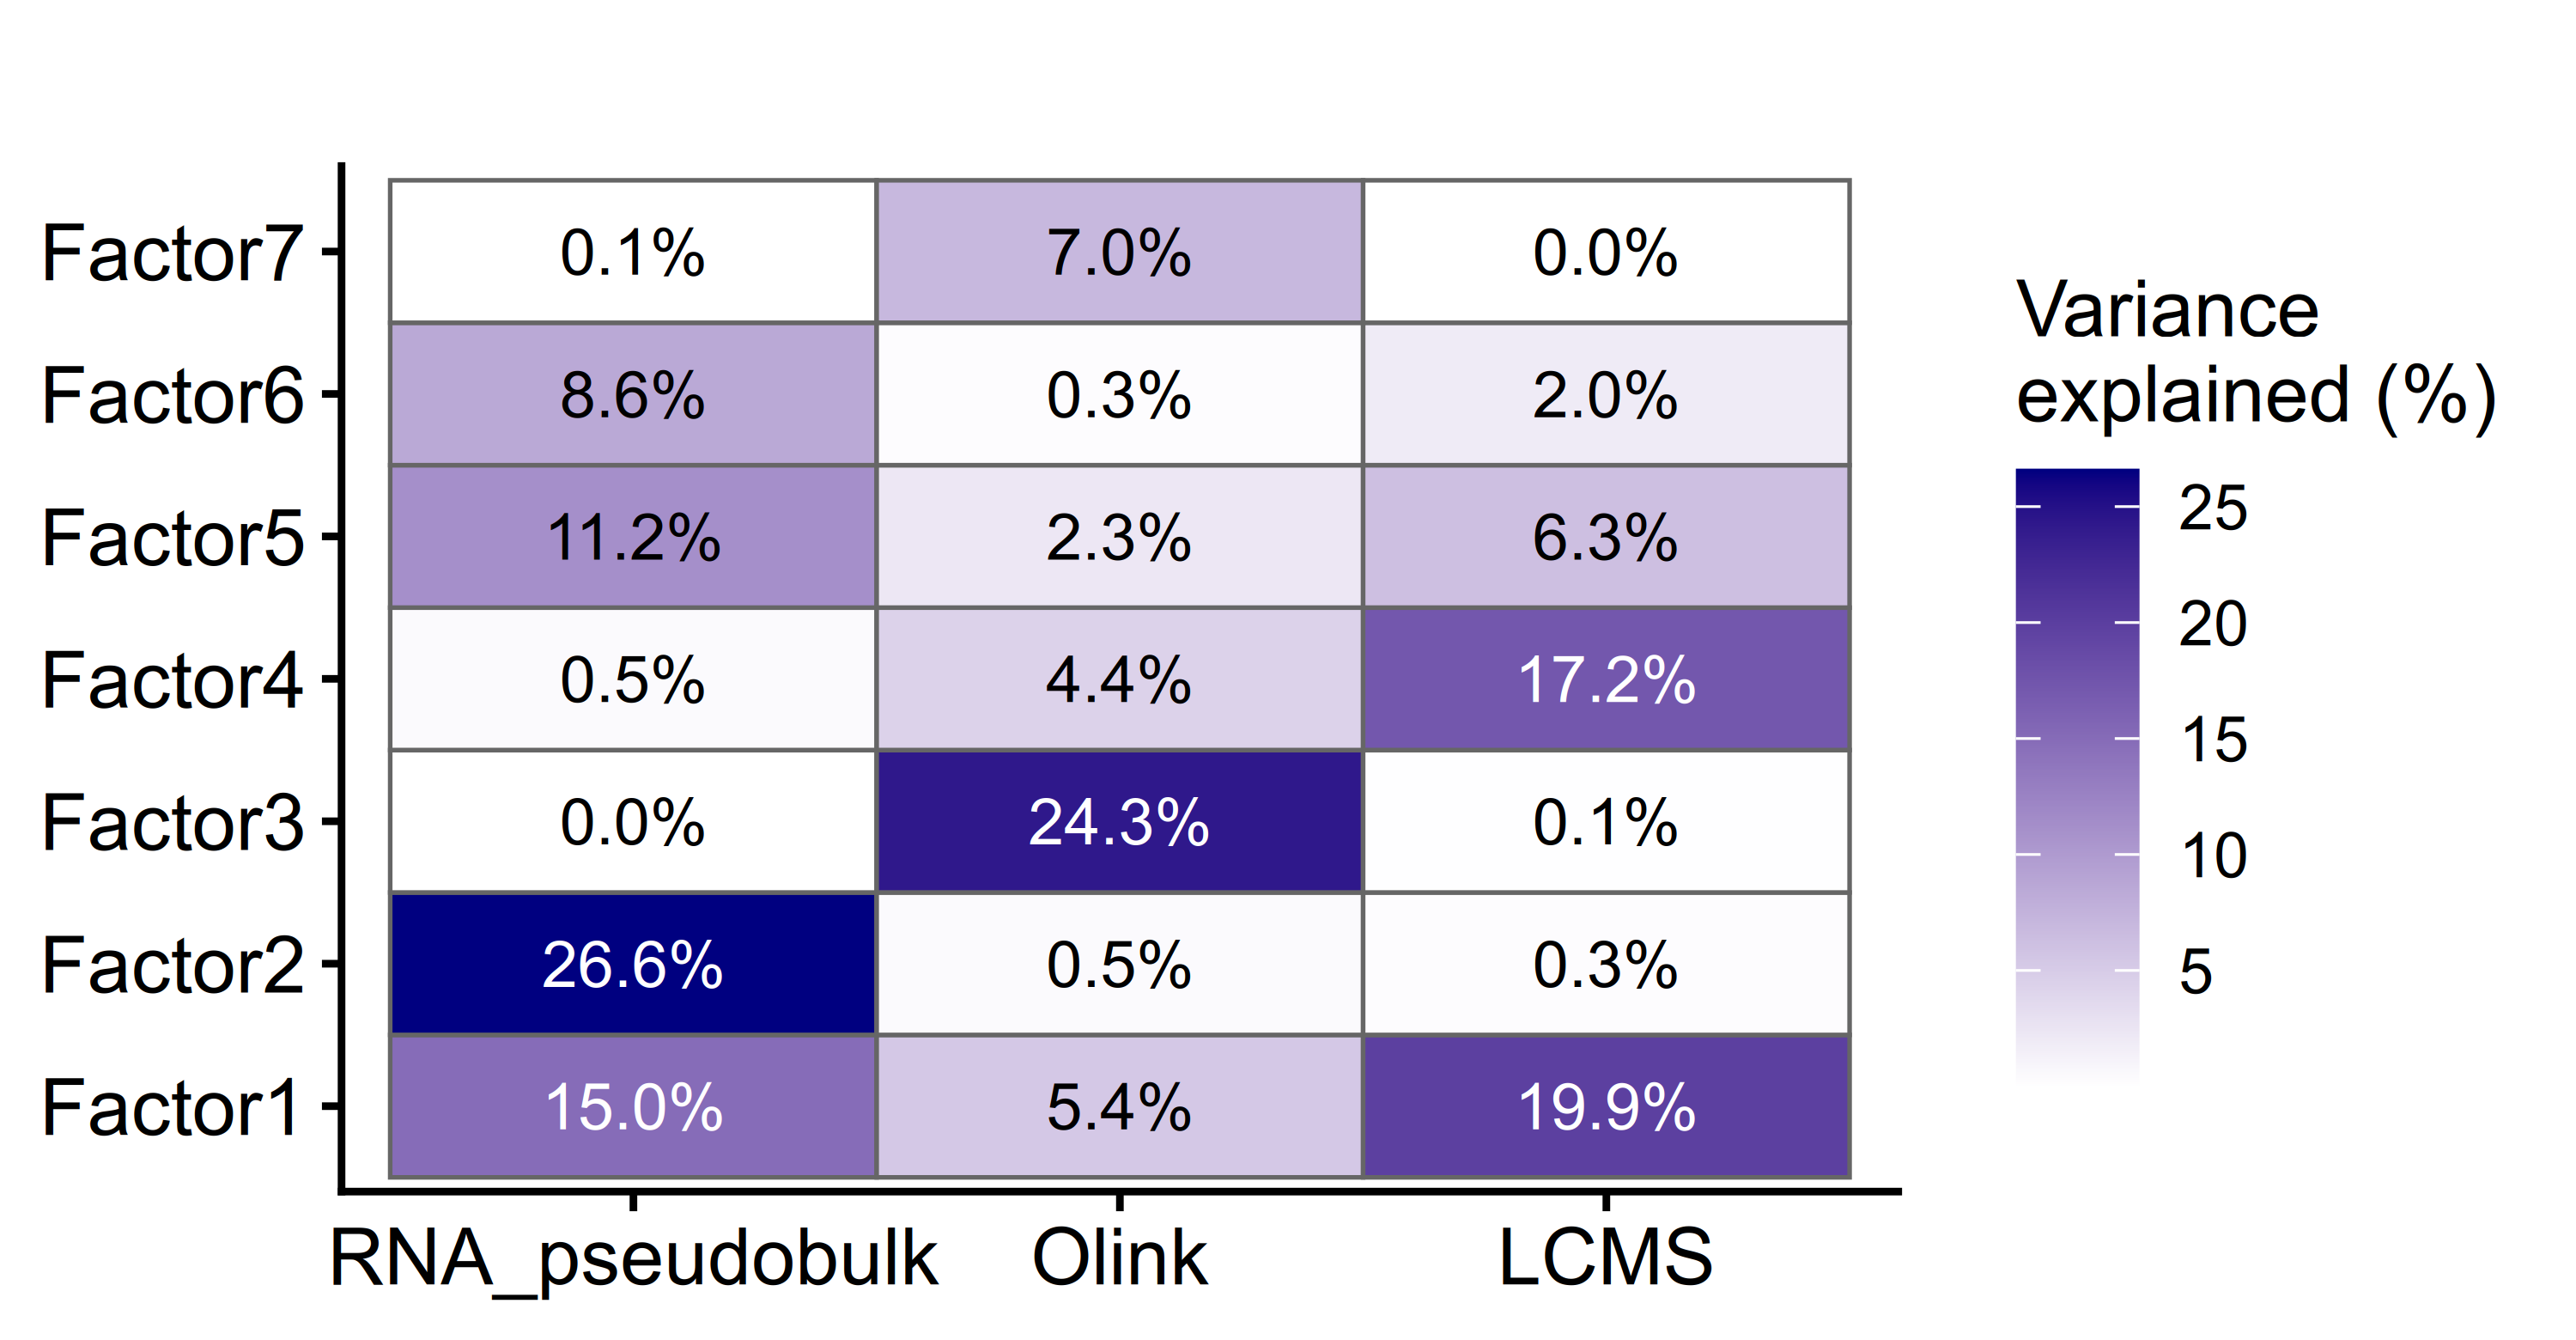 Factor7 0.1% 7.0% 0.0%
Factor6 8.6% 0.3% 2.0%
Factor5 11.2% 2.3% 6.3%
Factor4 0.5% 4.4% 17.2%
Factor3 0.0% 24.3% 0.1%
Factor2 26.6% 0.5% 0.3%
Factor1 15.0% 5.4% 19.9%
RNA_pseudobulk Olink LCMS
Variance
explained (%)
25
20
15
10
5